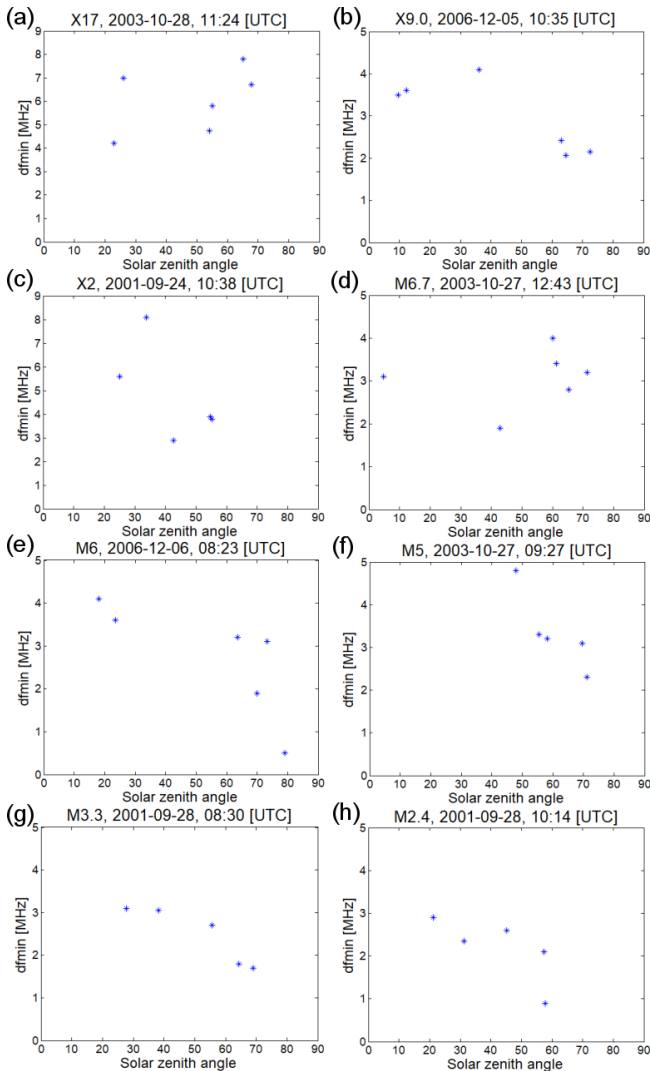 (a) X17, 2003-10-28, 11:24 [UTC]
9
8
7
6
5
4
3
2
1
0
dfmin [MHz]
0 10 20 30 40 50 60 70 80 90
Solar zenith angle
(b) X9.0, 2006-12-05, 10:35 [UTC]
5
4
3
2
1
0
dfmin [MHz]
0 10 20 30 40 50 60 70 80 90
Solar zenith angle
(c) X2, 2001-09-24, 10:38 [UTC]
9
8
7
6
5
4
3
2
1
0
dfmin [MHz]
0 10 20 30 40 50 60 70 80 90
Solar zenith angle
(d) M6.7, 2003-10-27, 12:43 [UTC]
5
4
3
2
1
0
dfmin [MHz]
0 10 20 30 40 50 60 70 80 90
Solar zenith angle
(e) M6, 2006-12-06, 08:23 [UTC]
5
4
3
2
1
0
dfmin [MHz]
0 10 20 30 40 50 60 70 80 90
Solar zenith angle
(f) M5, 2003-10-27, 09:27 [UTC]
5
4
3
2
1
0
dfmin [MHz]
0 10 20 30 40 50 60 70 80 90
Solar zenith angle
(g) M3.3, 2001-09-28, 08:30 [UTC]
5
4
3
2
1
0
dfmin [MHz]
0 10 20 30 40 50 60 70 80 90
Solar zenith angle
(h) M2.4, 2001-09-28, 10:14 [UTC]
5
4
3
2
1
0
dfmin [MHz]
0 10 20 30 40 50 60 70 80 90
Solar zenith angle